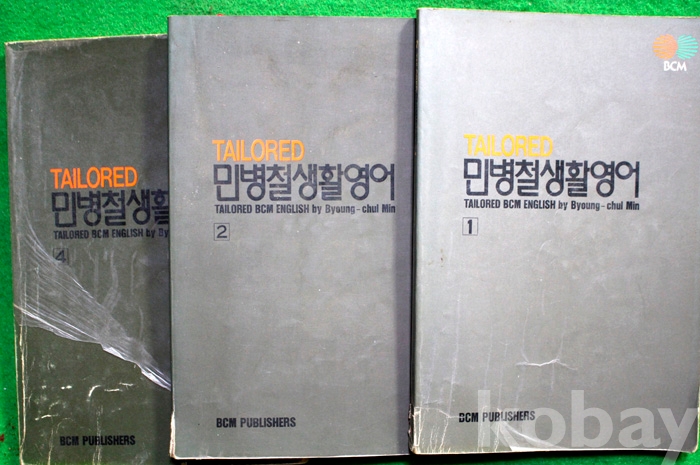 TAILORED
민병철생활
TAILORED BCM ENGLISH by By
4
BCM PUBLISHERS
TAILORED
민병철생활영어
TAILORED BCM ENGLISH by Byoung-chul Min
2
BCM PUBLISHERS
BCM
TAILORED
민병철생활영어
TAILORED BCM ENGLISH by Byoung-chul Min
1
BCM PUBLISHERS
kobay